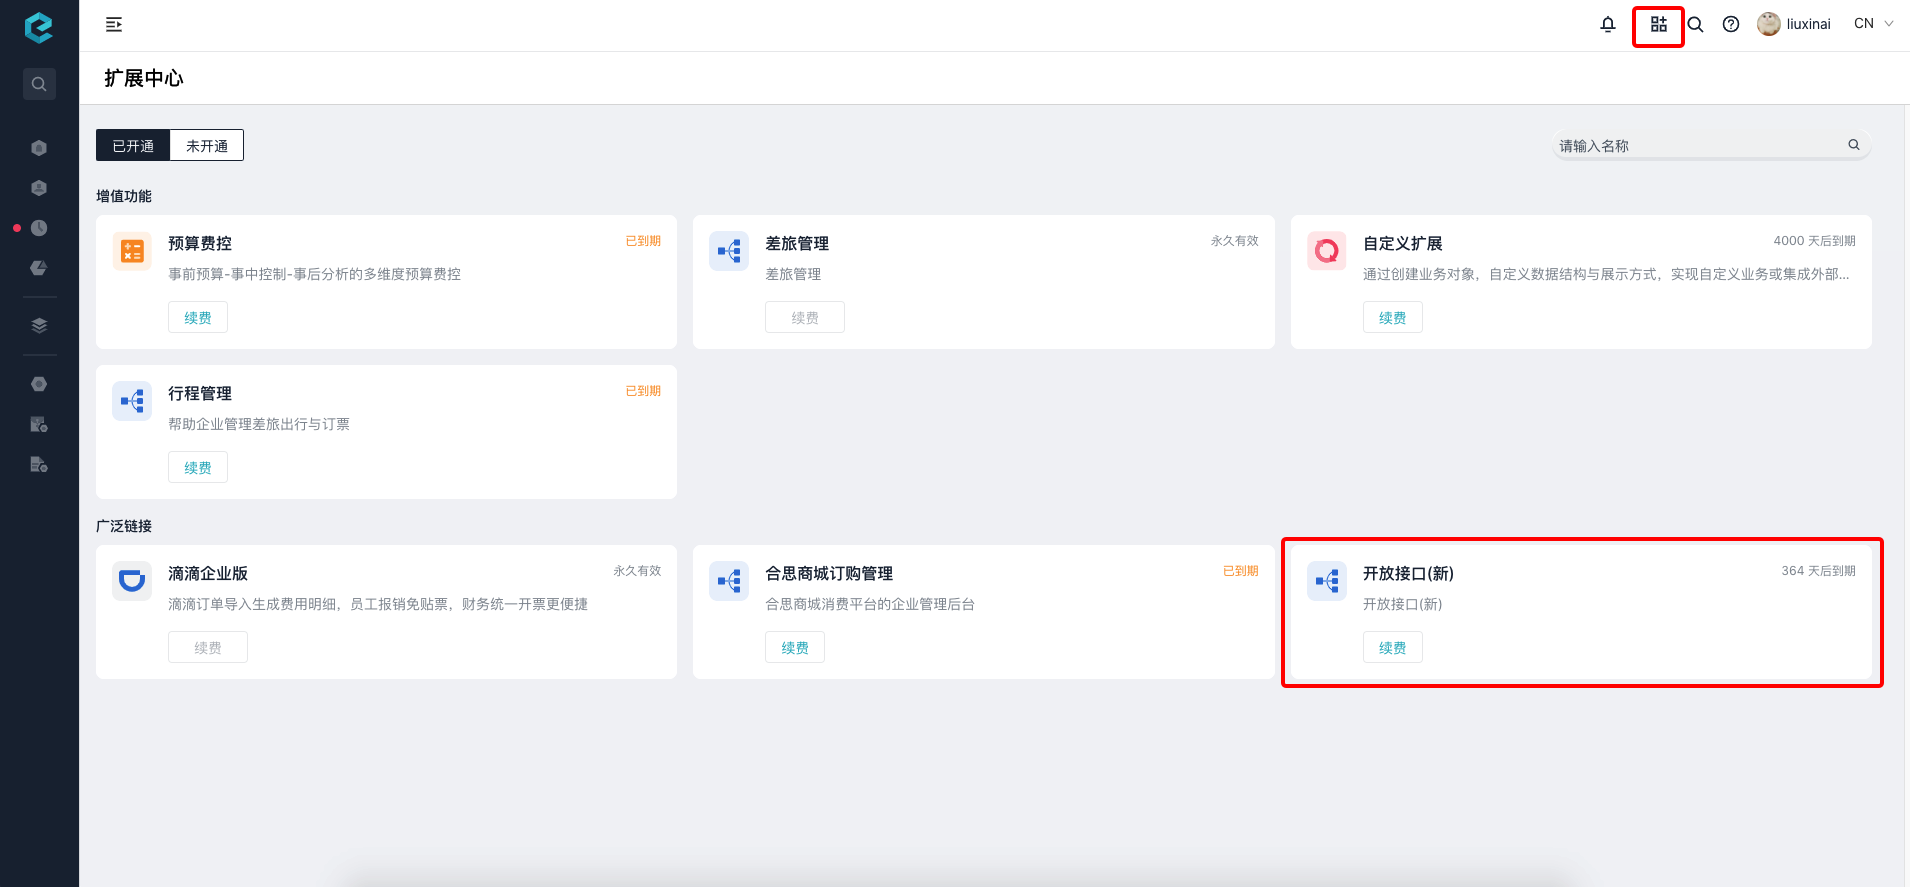 liuxinai
CN
扩展中心
已开通
未开通
请输入名称
增值功能
预算费控
已到期
事前预算-事中控制-事后分析的多维度预算费控
续费
差旅管理
永久有效
差旅管理
续费
自定义扩展
4000 天后到期
通过创建业务对象，自定义数据结构与展示方式，实现自定义业务或集成外部...
续费
行程管理
已到期
帮助企业管理差旅出行与订票
续费
广泛链接
滴滴企业版
永久有效
滴滴订单导入生成费用明细，员工报销免贴票，财务统一开票更便捷
续费
合思商城订购管理
已到期
合思商城消费平台的企业管理后台
续费
开放接口(新)
364 天后到期
开放接口(新)
续费